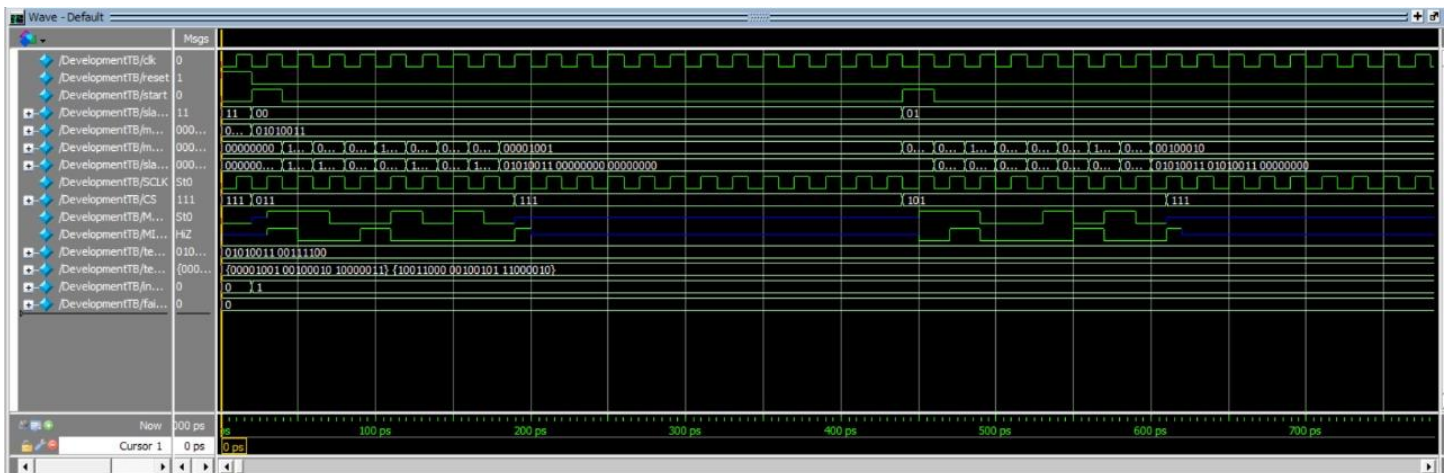 Wave - Default
Msgs
/DevelopmentTB/clk 0
/DevelopmentTB/reset 1
/DevelopmentTB/start 0
/DevelopmentTB/sla... 11 11 00 01
/DevelopmentTB/m... 000... 0... 01010011
/DevelopmentTB/m... 000... 00000000 1... 0... 0... 1... 0... 0... 0... 00001001 0... 0... 1... 0... 0... 0... 1... 0... 00100010
/DevelopmentTB/sla... 000... 000000... 1... 1... 0... 0... 1... 0... 1... 01010011 00000000 00000000 0... 0... 0... 0... 0... 0... 0... 01010011 01010011 00000000
/DevelopmentTB/SCLK St0
/DevelopmentTB/CS 111 111 011 111 101 111
/DevelopmentTB/M... St0
/DevelopmentTB/MI... HiZ
/DevelopmentTB/te... 010... 01010011 00111100
/DevelopmentTB/te... {000... {00001001 00100010 10000011} {10011000 00100101 11000010}
/DevelopmentTB/in... 0 0 1
/DevelopmentTB/fai... 0 0
Now 000 ps ps 100 ps 200 ps 300 ps 400 ps 500 ps 600 ps 700 ps
Cursor 1 0 ps 0 ps